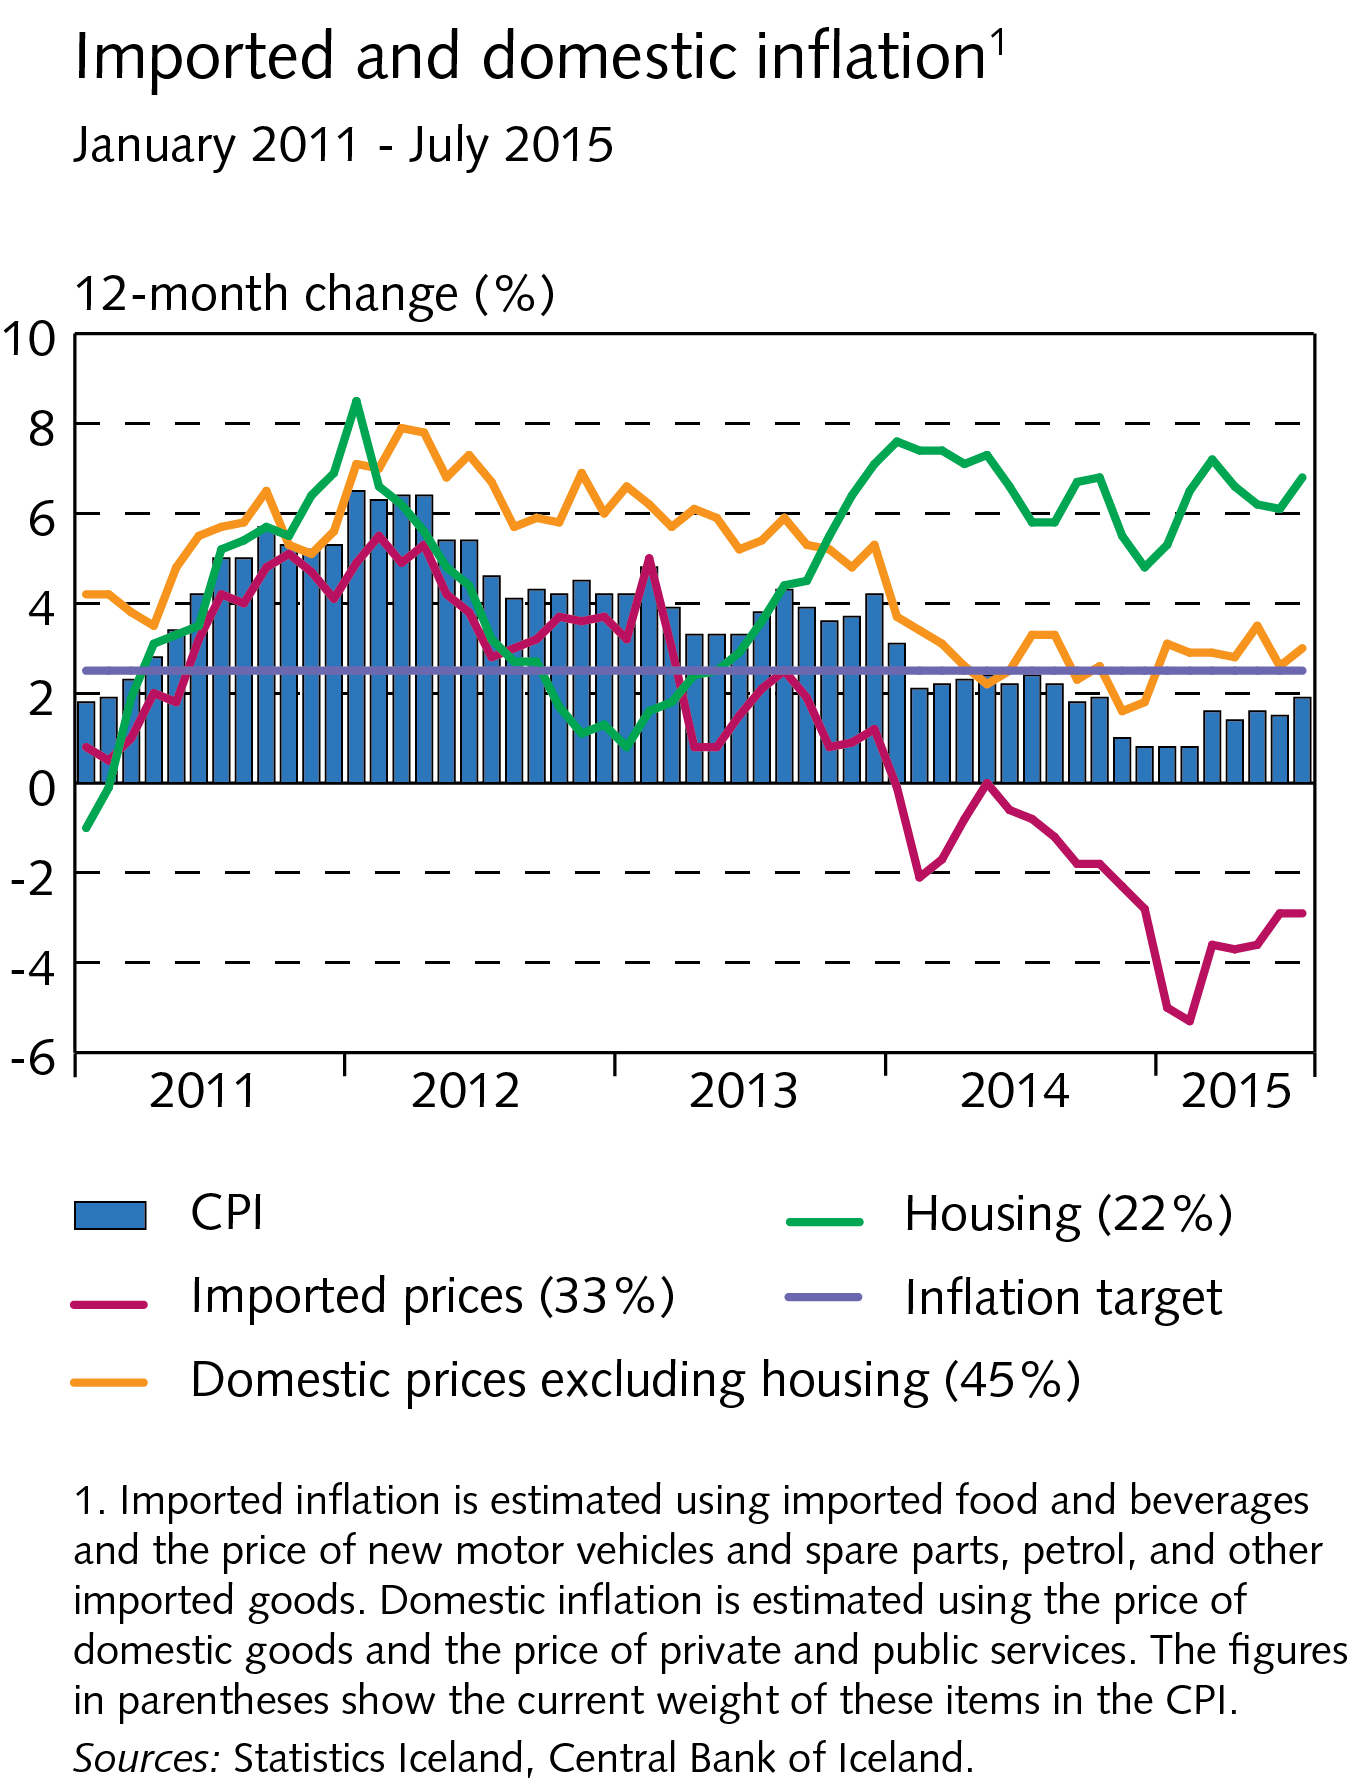 Imported and domestic inflation¹
January 2011 - July 2015
12-month change (%)
10
8
6
4
2
0
-2
-4
-6
2011 2012 2013 2014 2015
CPI
Housing (22%)
Imported prices (33%)
Inflation target
Domestic prices excluding housing (45%)
1. Imported inflation is estimated using imported food and beverages
and the price of new motor vehicles and spare parts, petrol, and other
imported goods. Domestic inflation is estimated using the price of
domestic goods and the price of private and public services. The figures
in parentheses show the current weight of these items in the CPI.
Sources: Statistics Iceland, Central Bank of Iceland.